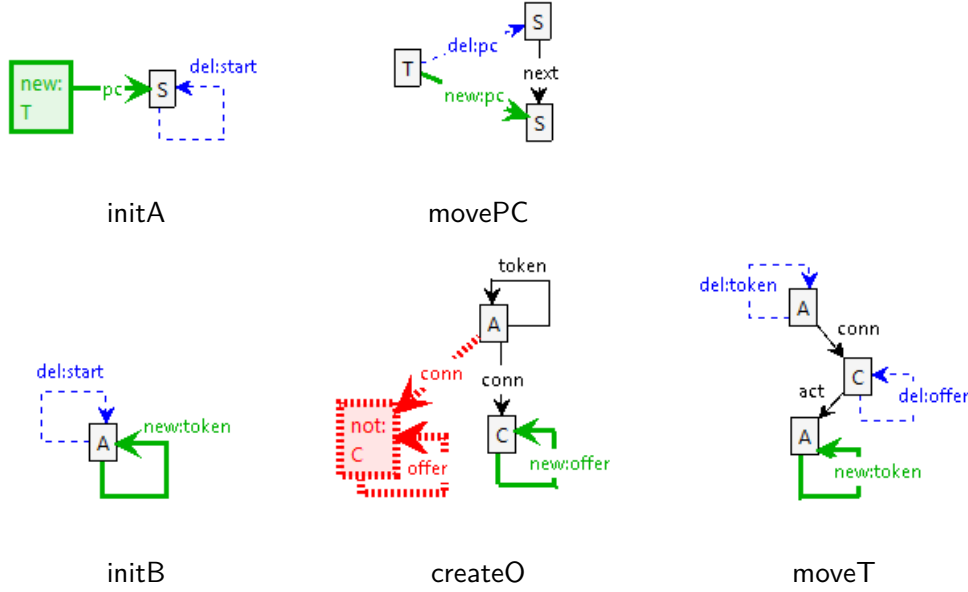 S
del:pc
del:start
new:
T
pc
S
T
next
new:pc
S
initA
movePC
token
A
conn
conn
not:
C
offer
C
new:offer
del:start
A
new:token
del:token
A
conn
C
act
del:offer
A
new:token
initB
createO
moveT